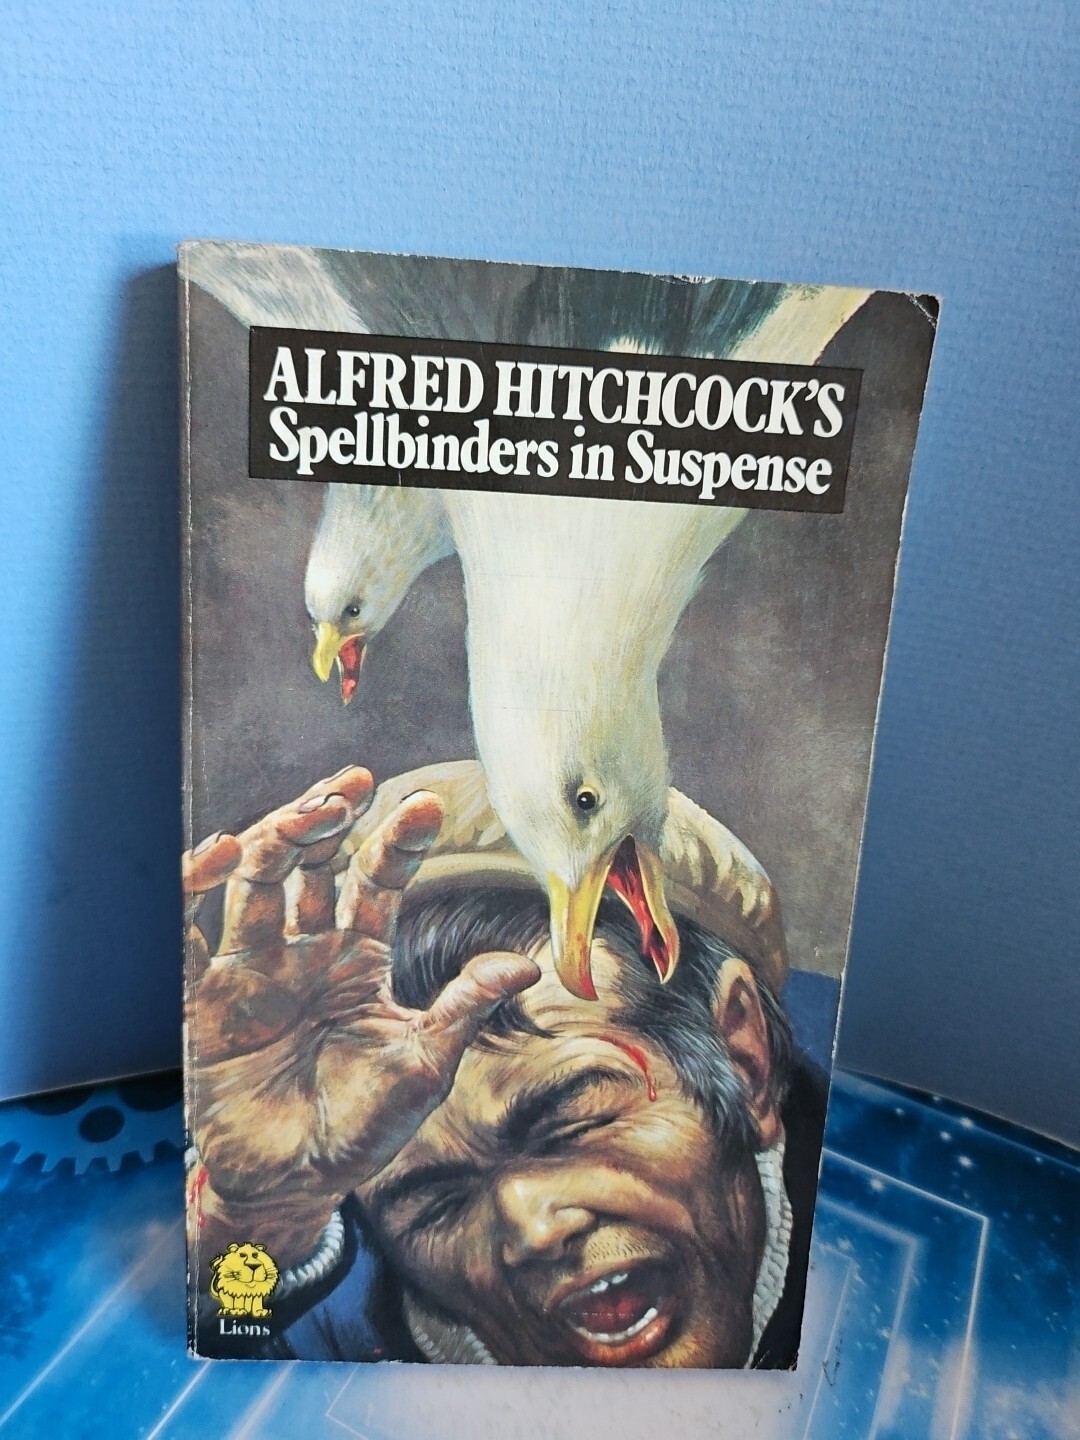 ALFRED HITCHCOCK'S
Spellbinders in Suspense
Lions